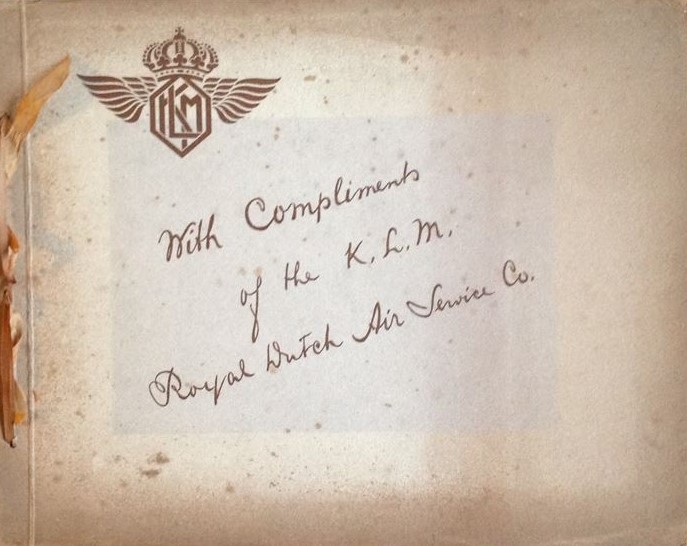 KLM
With Compliments
of the K.L.M.
Royal Dutch Air Service Co.